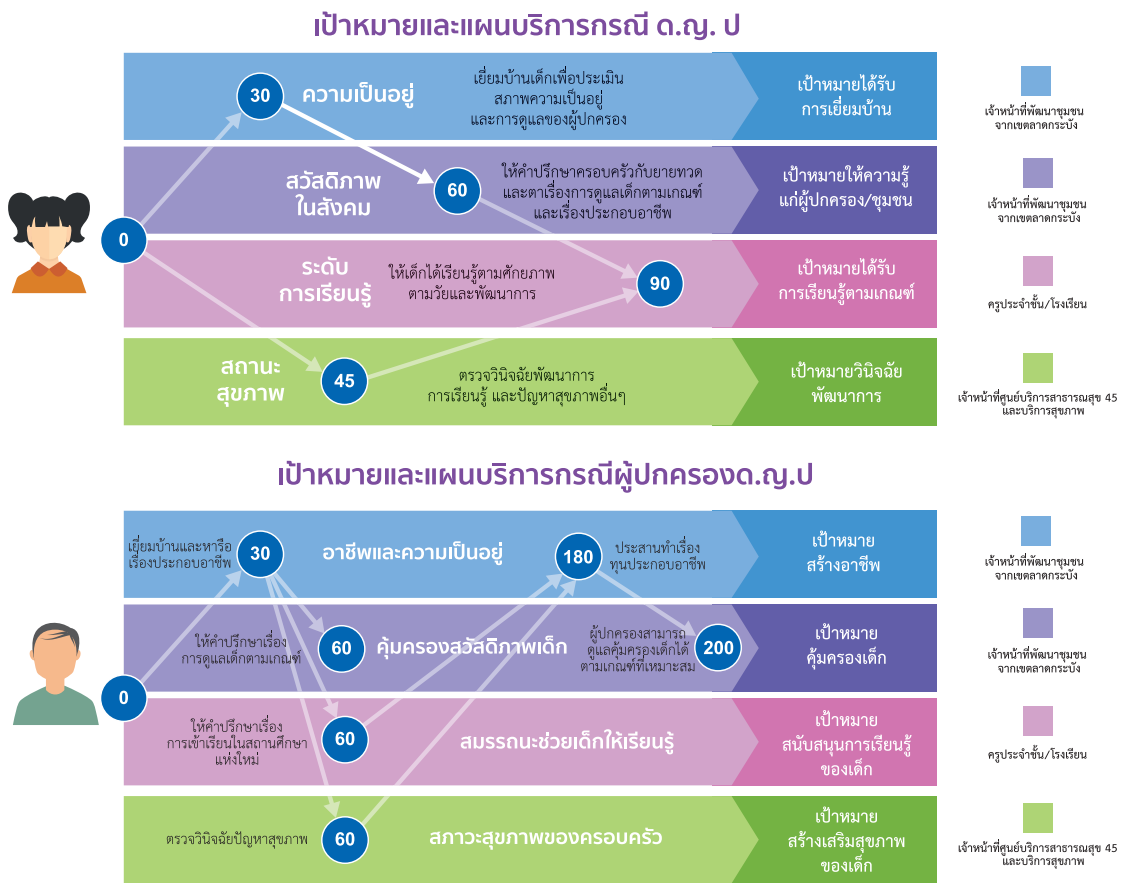 เป้าหมายและแผนบริการกรณี ด.ญ. ป
30
ความเป็นอยู่
เยี่ยมบ้านเด็กเพื่อประเมิน
สภาพความเป็นอยู่
และการดูแลของผู้ปกครอง
เป้าหมายได้รับ
การเยี่ยมบ้าน
เจ้าหน้าที่พัฒนาชุมชน
จากเขตลาดกระบัง
สวัสดิภาพ
ในสังคม
60
ให้คำปรึกษาครอบครัวกับยายทวด
และตาเรื่องการดูแลเด็กตามเกณฑ์
และเรื่องประกอบอาชีพ
เป้าหมายให้ความรู้
แก่ผู้ปกครอง/ชุมชน
เจ้าหน้าที่พัฒนาชุมชน
จากเขตลาดกระบัง
0
ระดับ
การเรียนรู้
ให้เด็กได้เรียนรู้ตามศักยภาพ
ตามวัยและพัฒนาการ
90
เป้าหมายได้รับ
การเรียนรู้ตามเกณฑ์
ครูประจำชั้น/โรงเรียน
สถานะ
สุขภาพ
45
ตรวจวินิจฉัยพัฒนาการ
การเรียนรู้ และปัญหาสุขภาพอื่นๆ
เป้าหมายวินิจฉัย
พัฒนาการ
เจ้าหน้าที่ศูนย์บริการสาธารณสุข 45
และบริการสุขภาพ
เป้าหมายและแผนบริการกรณีผู้ปกครองด.ญ.ป
เยี่ยมบ้านและหารือ
เรื่องประกอบอาชีพ
30
อาชีพและความเป็นอยู่
180
ประสานทำเรื่อง
ทุนประกอบอาชีพ
เป้าหมาย
สร้างอาชีพ
เจ้าหน้าที่พัฒนาชุมชน
จากเขตลาดกระบัง
ให้คำปรึกษาเรื่อง
การดูแลเด็กตามเกณฑ์
60
คุ้มครองสวัสดิภาพเด็ก
ผู้ปกครองสามารถ
ดูแลคุ้มครองเด็กได้
ตามเกณฑ์ที่เหมาะสม
200
เป้าหมาย
คุ้มครองเด็ก
เจ้าหน้าที่พัฒนาชุมชน
จากเขตลาดกระบัง
0
ให้คำปรึกษาเรื่อง
การเข้าเรียนในสถานศึกษา
แห่งใหม่
60
สมรรถนะช่วยเด็กให้เรียนรู้
เป้าหมาย
สนับสนุนการเรียนรู้
ของเด็ก
ครูประจำชั้น/โรงเรียน
ตรวจวินิจฉัยปัญหาสุขภาพ
60
สภาวะสุขภาพของครอบครัว
เป้าหมาย
สร้างเสริมสุขภาพ
ของเด็ก
เจ้าหน้าที่ศูนย์บริการสาธารณสุข 45
และบริการสุขภาพ